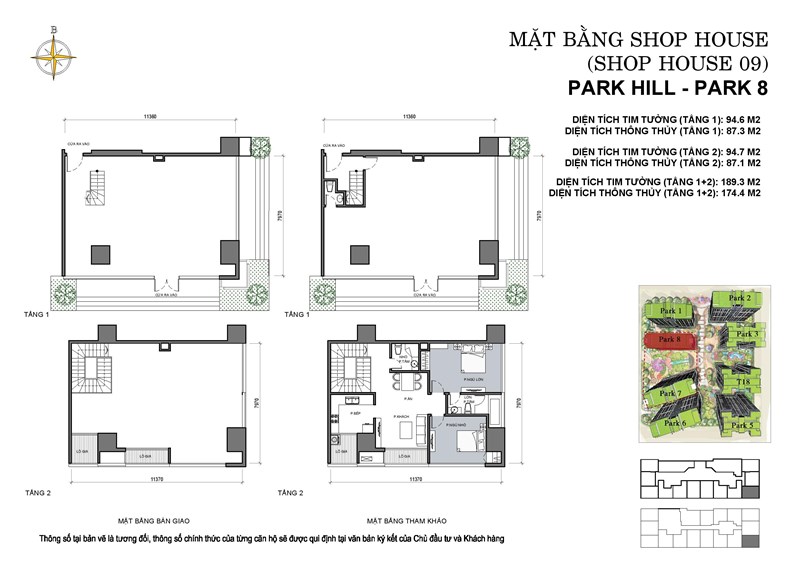 B
MẶT BẰNG SHOP HOUSE
(SHOP HOUSE 09)
PARK HILL - PARK 8
DIỆN TÍCH TIM TƯỜNG (TẦNG 1): 94.6 M2
DIỆN TÍCH THÔNG THỦY (TẦNG 1): 87.3 M2
DIỆN TÍCH TIM TƯỜNG (TẦNG 2): 94.7 M2
DIỆN TÍCH THÔNG THỦY (TẦNG 2): 87.1 M2
DIỆN TÍCH TIM TƯỜNG (TẦNG 1+2): 189.3 M2
DIỆN TÍCH THÔNG THỦY (TẦNG 1+2): 174.4 M2
11360
CỬA RA VÀO
7970
CỬA RA VÀO
TẦNG 1
11360
CỬA RA VÀO
7970
CỬA RA VÀO
TẦNG 1
LÔ GIA
LÔ GIA
7970
11370
TẦNG 2
P.NGỦ LỚN
P.ĂN
P.BẾP
P.KHÁCH
P.NGỦ NHỎ
LÔ GIA
LÔ GIA
7970
11370
TẦNG 2
Park 1
Park 2
Park 8
Park 3
Park 7
T18
Park 6
Park 5
MẶT BẰNG BÀN GIAO
MẶT BẰNG THAM KHẢO
Thông số tại bản vẽ là tương đối, thông số chính thức của từng căn hộ sẽ được qui định tại văn bản ký kết của Chủ đầu tư và Khách hàng